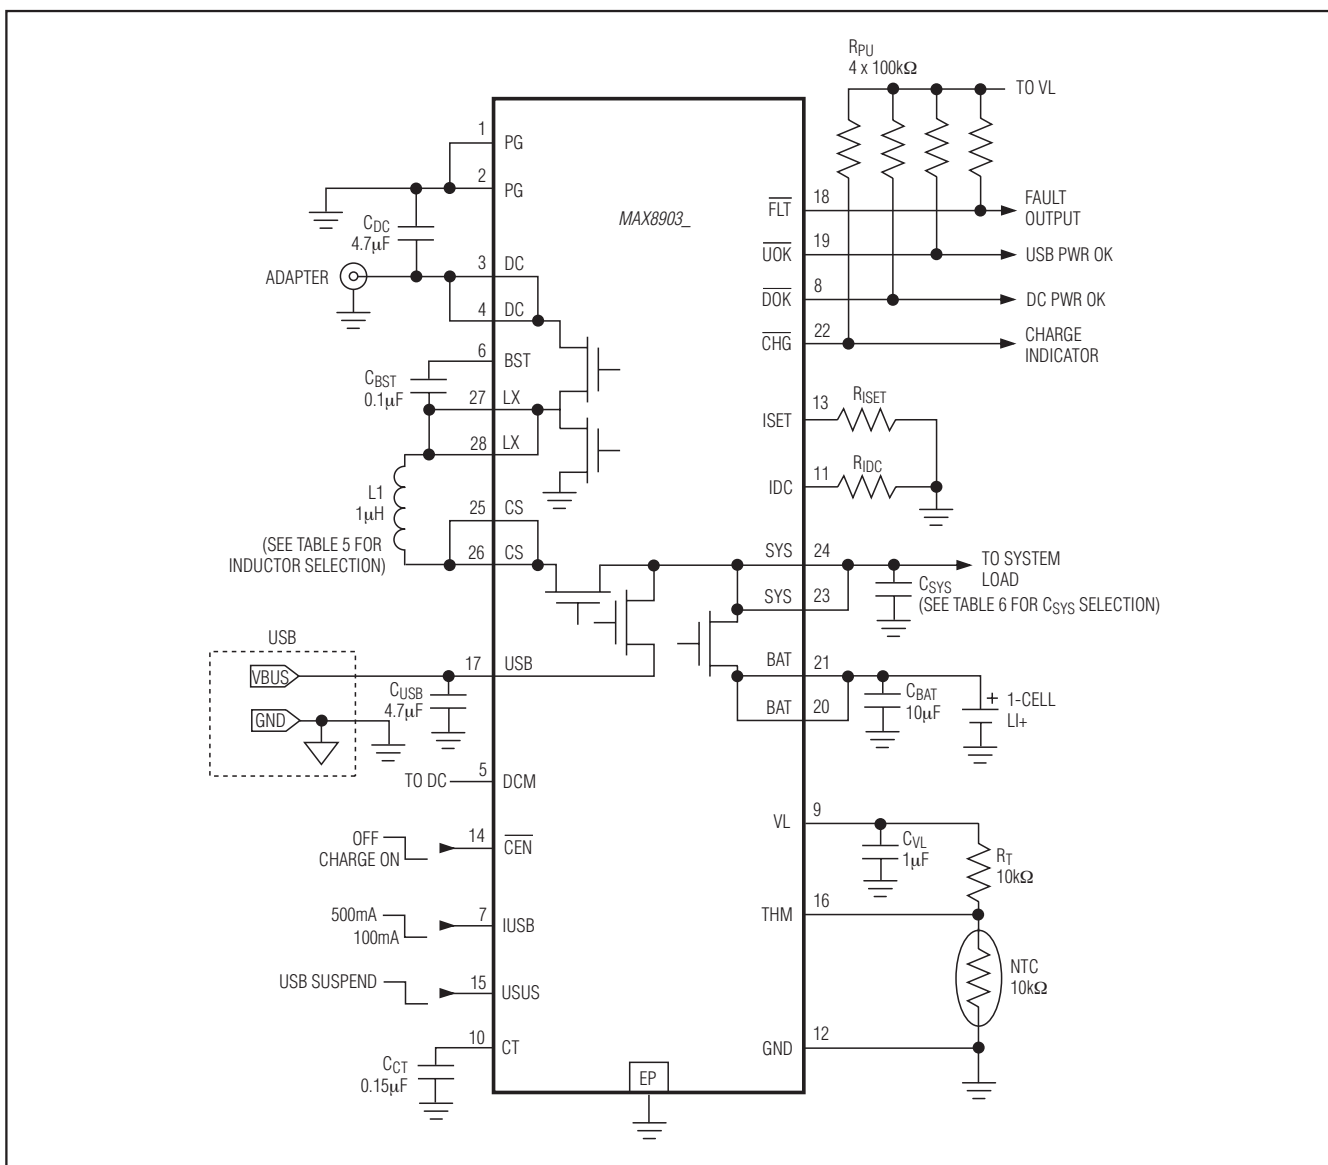 RPU
4 x 100kΩ
TO VL
1
PG
2
PG
MAX8903_
CDC
4.7µF
ADAPTER
3
DC
4
DC
6
BST
CBST
0.1µF
27
LX
28
LX
L1
1µH
(SEE TABLE 5 FOR
INDUCTOR SELECTION)
25
CS
26
CS
USB
VBUS
GND
17
USB
CUSB
4.7µF
TO DC
5
DCM
OFF
CHARGE ON
14
CEN
500mA
100mA
7
IUSB
USB SUSPEND
15
USUS
10
CT
CCT
0.15µF
EP
FLT
18
FAULT
OUTPUT
UOK
19
USB PWR OK
DOK
8
DC PWR OK
CHG
22
CHARGE
INDICATOR
ISET
13
RISET
IDC
11
RIDC
SYS
24
TO SYSTEM
LOAD
SYS
23
CSYS
(SEE TABLE 6 FOR CSYS SELECTION)
BAT
21
BAT
20
CBAT
10µF
+
1-CELL
LI+
VL
9
CVL
1µF
RT
10kΩ
THM
16
NTC
10kΩ
GND
12